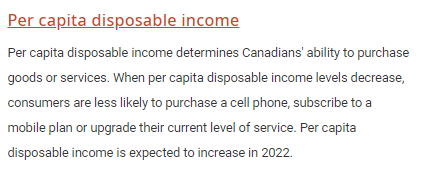 Per capita disposable income
Per capita disposable income determines Canadians' ability to purchase
goods or services. When per capita disposable income levels decrease,
consumers are less likely to purchase a cell phone, subscribe to a
mobile plan or upgrade their current level of service. Per capita
disposable income is expected to increase in 2022.